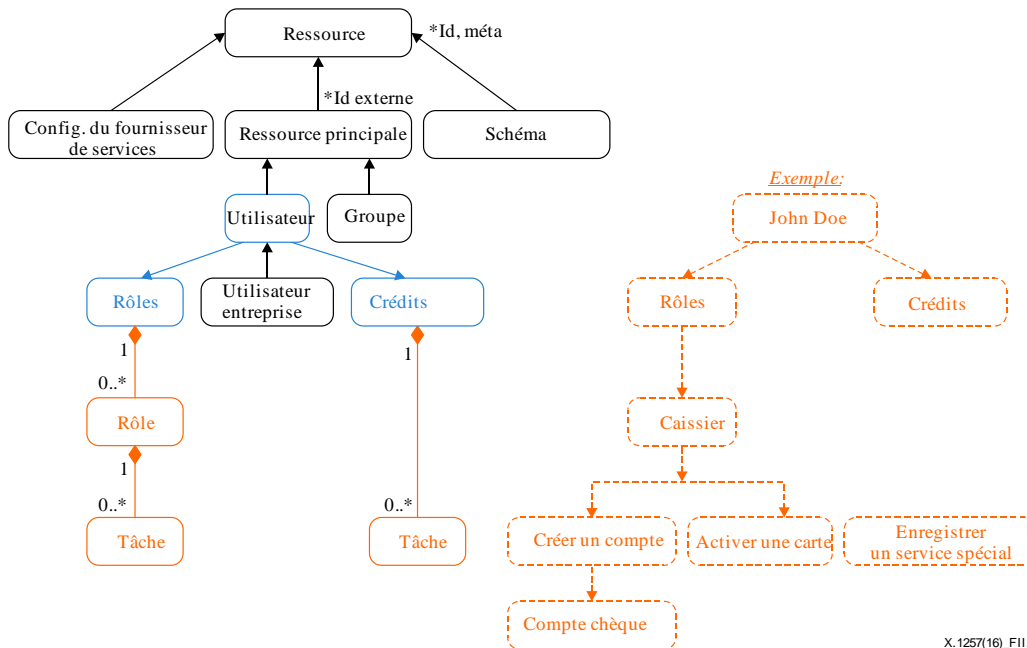 Ressource
*Id, méta
*Id externe
Config. du fournisseur
de services
Ressource principale
Schéma
Utilisateur
Groupe
Rôles
Utilisateur
entreprise
Crédits
1
1
0..*
Rôle
1
0..*
0..*
Tâche
Tâche
Exemple:
John Doe
Rôles
Crédits
Caissier
Créer un compte
Activer une carte
Enregistrer
un service spécial
Compte chèque
X.1257(16)_FII